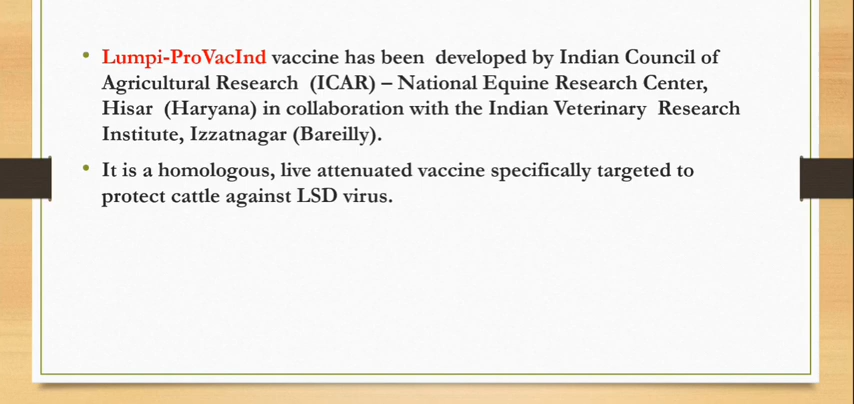 • Lumpi-ProVacInd vaccine has been  developed by Indian Council of
Agricultural Research  (ICAR) – National Equine Research Center,
Hisar  (Haryana) in collaboration with the Indian Veterinary  Research
Institute, Izzatnagar (Bareilly).
• It is a homologous, live attenuated vaccine specifically targeted to
protect cattle against LSD virus.